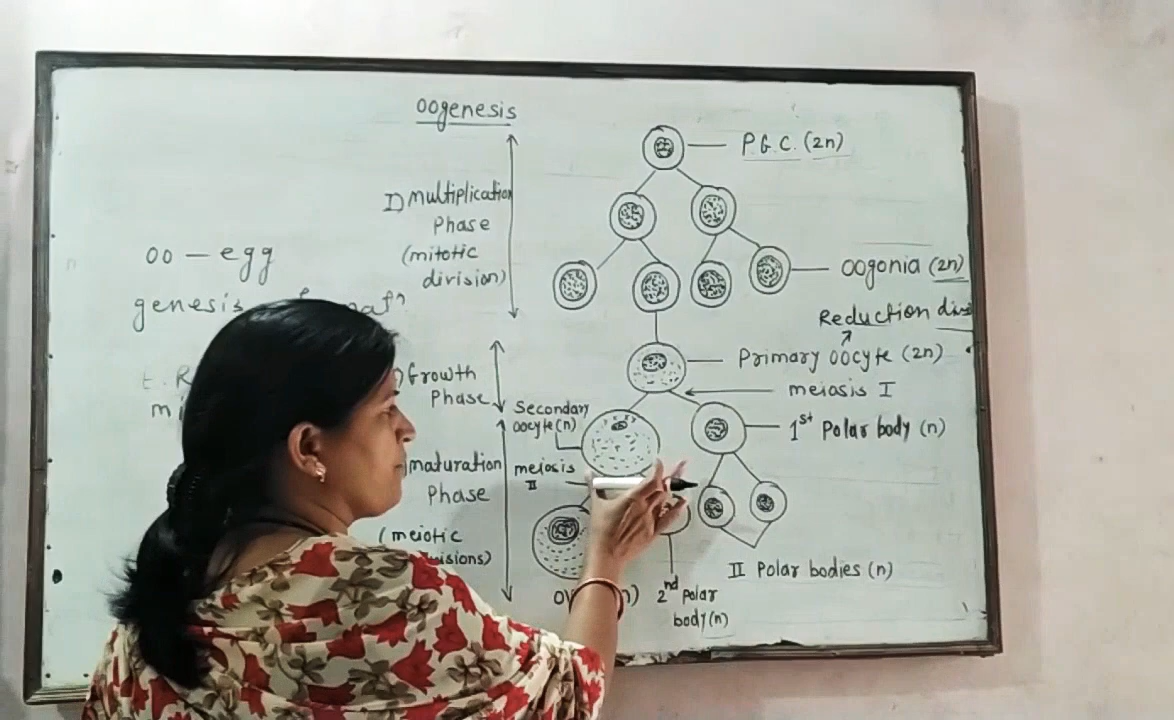 oogenesis
P.G.C. (2n)
I) multiplication
Phase
(mitotic
division)
oo – egg
genesis
oogonia (2n)
Reduction
Primary oocyte (2n)
meiosis I
Growth
Phase
Secondary
oocyte(n)
1st Polar body (n)
maturation
Phase
meiosis
II
(meiotic
II Polar bodies (n)
2nd Polar
body(n)